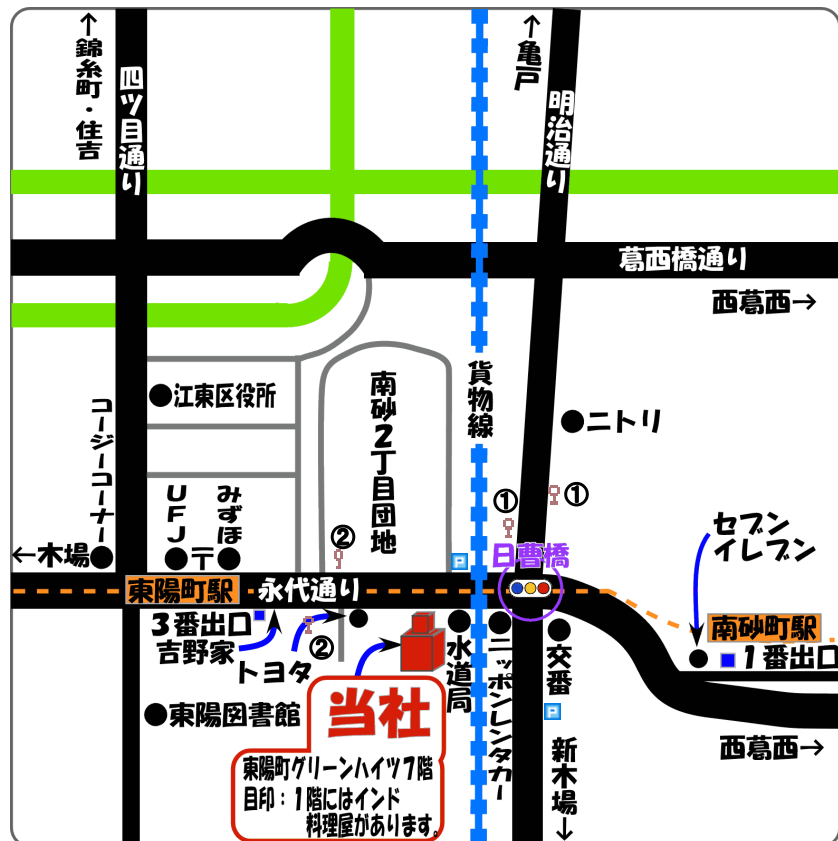 ↑錦糸町・住吉
四ツ目通り
↑亀戸
明治通り
葛西橋通り
西葛西→
貨物線
南砂2丁目団地
●江東区役所
コージーコーナー
●ニトリ
UFJ
みずほ
〒
①
①
②
セブン
イレブン
←木場
P
日曹橋
東陽町駅
永代通り
3番出口
吉野家
トヨタ
②
水道局
ニッポンレンタカー
交番
南砂町駅
1番出口
●東陽図書館
当社
P
西葛西→
新木場→
東陽町グリーンハイツ7階
目印：1階にはインド
料理屋があります。